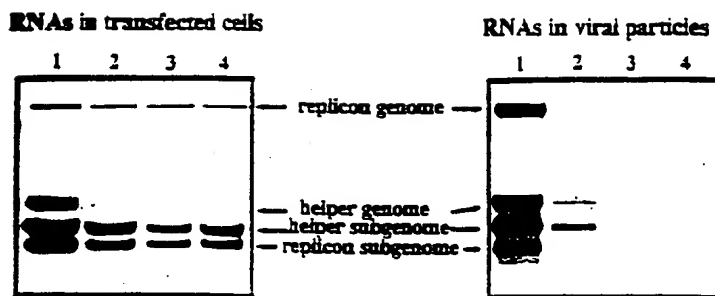 RNAs in transfected cells
RNAs in viral particles
1 2 3 4
1 2 3 4
replicon genome
helper genome
helper subgenome
replicon subgenome